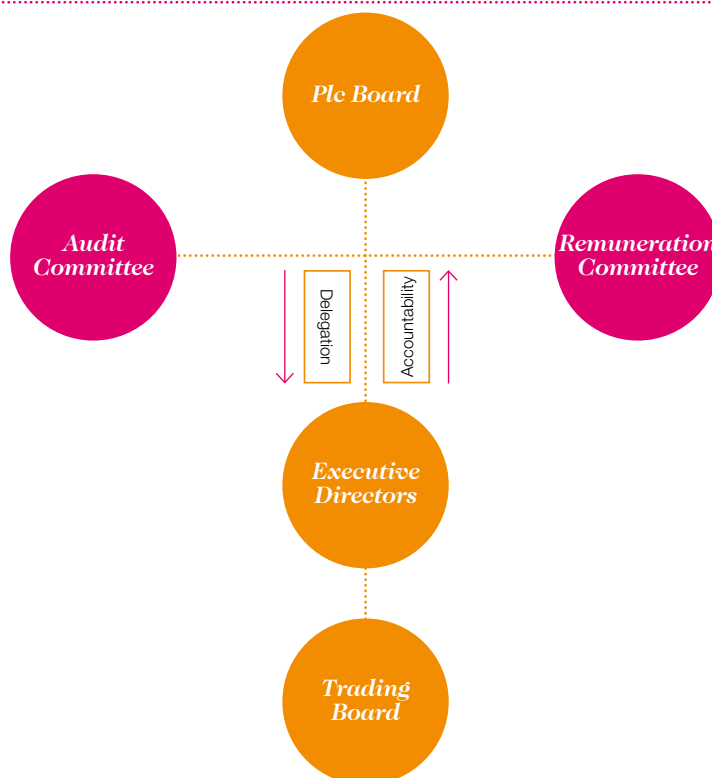 Plc Board
Audit
Committee
Remuneration
Committee
Delegation
Accountability
Executive
Directors
Trading
Board